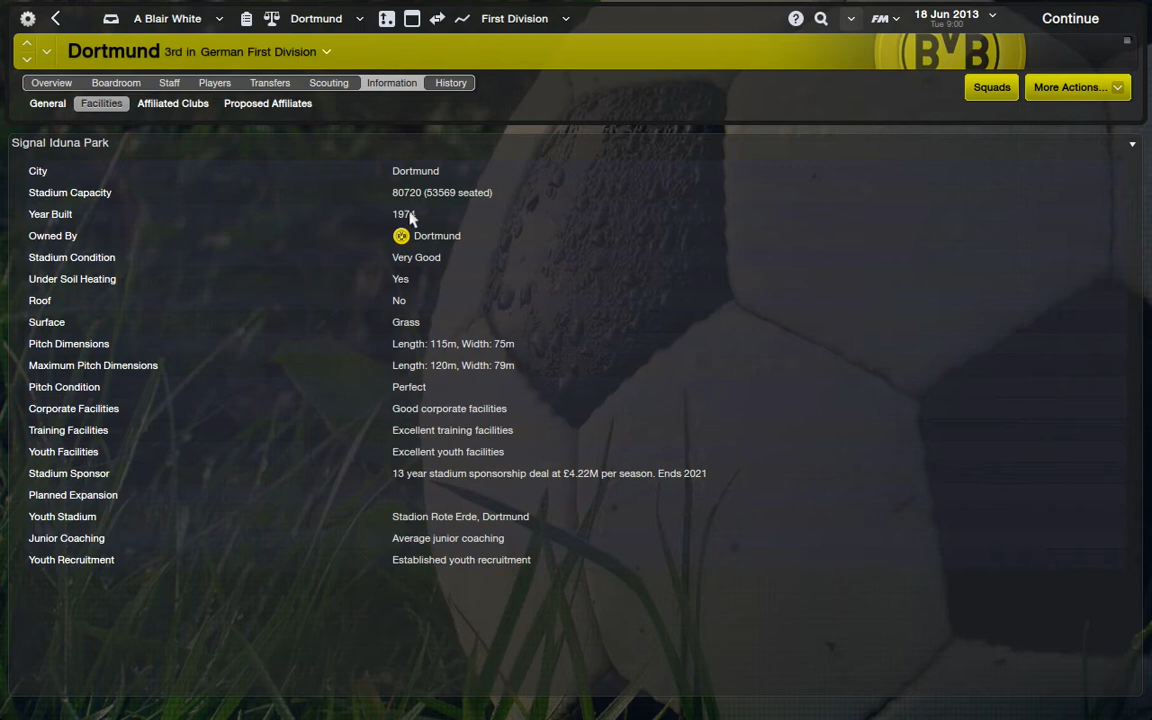 A Blair White Dortmund First Division ? FM 18 Jun 2013 Tue 9:00 Continue
Dortmund 3rd in German First Division BVB
Overview Boardroom Staff Players Transfers Scouting Information History Squads More Actions...
General Facilities Affiliated Clubs Proposed Affiliates
Signal Iduna Park
City Dortmund
Stadium Capacity 80720 (53569 seated)
Year Built
Owned By Dortmund
Stadium Condition Very Good
Under Soil Heating Yes
Roof No
Surface Grass
Pitch Dimensions Length: 115m, Width: 75m
Maximum Pitch Dimensions Length: 120m, Width: 79m
Pitch Condition Perfect
Corporate Facilities Good corporate facilities
Training Facilities Excellent training facilities
Youth Facilities Excellent youth facilities
Stadium Sponsor 13 year stadium sponsorship deal at £4.22M per season. Ends 2021
Planned Expansion
Youth Stadium Stadion Rote Erde, Dortmund
Junior Coaching Average junior coaching
Youth Recruitment Established youth recruitment